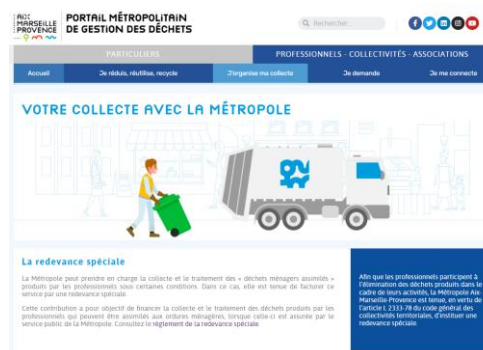 AIX
MARSEILLE
PROVENCE
PORTAIL MÉTROPOLITAIN
DE GESTION DES DÉCHETS
Rechercher...
PARTICULIERS
PROFESSIONNELS - COLLECTIVITÉS - ASSOCIATIONS
Accueil
Je réduis, réutilise, recycle
J'organise ma collecte
Je demande
Je me connecte
VOTRE COLLECTE AVEC LA MÉTROPOLE
La redevance spéciale
La Métropole peut prendre en charge la collecte et le traitement des « déchets ménagers assimilés »
produits par les professionnels sous certaines conditions. Dans ce cas, elle est tenue de facturer ce
service par une redevance spéciale.
Cette contribution a pour objectif de financer la collecte et le traitement des déchets produits par les
professionnels qui peuvent être assimilés aux ordures ménagères, lorsque celle-ci est assurée par le
service public de la Métropole. Consultez le règlement de la redevance spéciale
Afin que les professionnels participent à
l'élimination des déchets produits dans le
cadre de leurs activités, la Métropole Aix-
Marseille-Provence est tenue, en vertu de
l'article L 2333-78 du code général des
collectivités territoriales, d'instituer une
redevance spéciale.